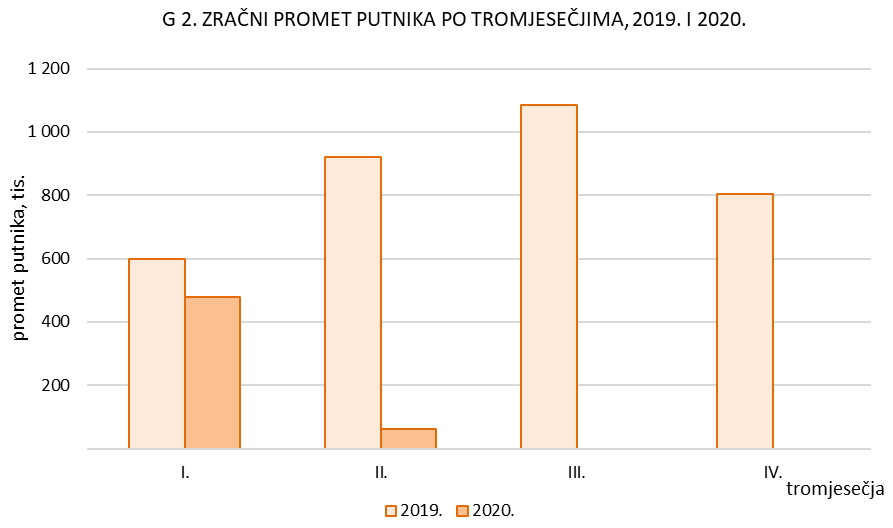 G 2. ZRAČNI PROMET PUTNIKA PO TROMJESEČJIMA, 2019. I 2020.
promet putnika, tis.
1 200
1 000
800
600
400
200
I.
II.
III.
IV.
tromjesečja
2019.
2020.